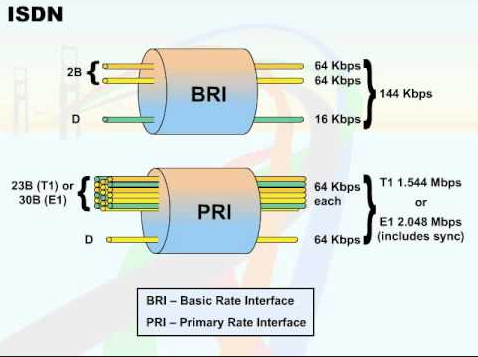 ISDN
2B
BRI
64 Kbps
64 Kbps
144 Kbps
D
16 Kbps
23B (T1) or
30B (E1)
PRI
64 Kbps
each
T1 1.544 Mbps
or
E1 2.048 Mbps
(includes sync)
D
64 Kbps
BRI – Basic Rate Interface
PRI – Primary Rate Interface